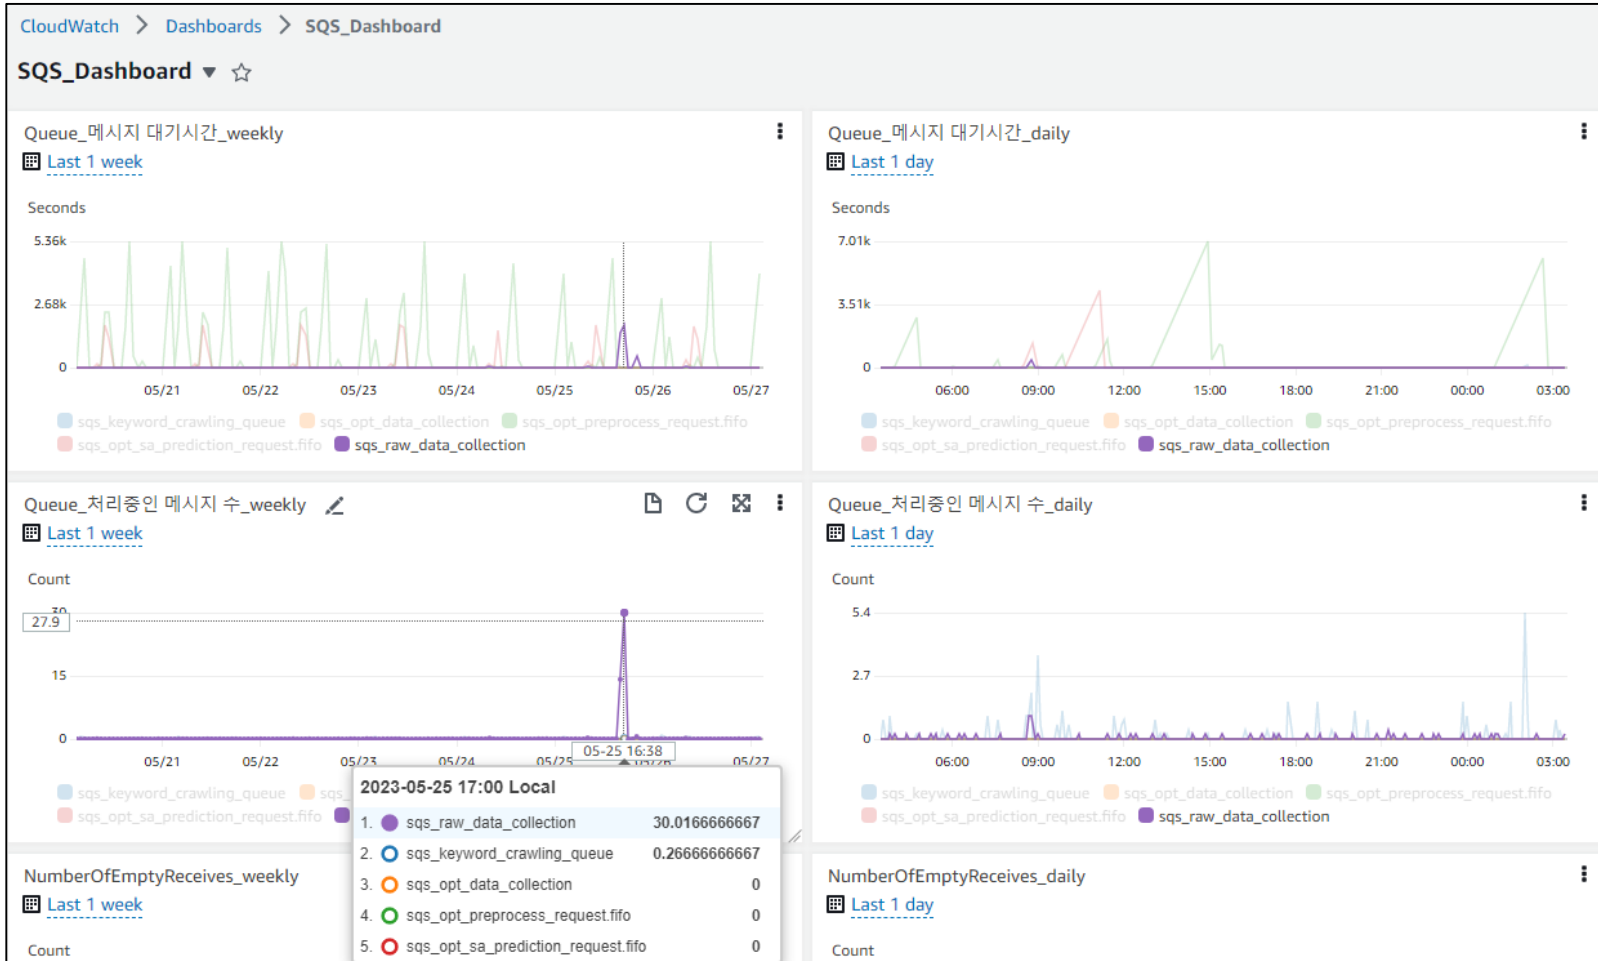 CloudWatch > Dashboards > SQS_Dashboard
SQS_Dashboard
Queue_메시지 대기시간_weekly
Last 1 week
Seconds
5.36k
2.68k
0
05/21 05/22 05/23 05/24 05/25 05/26 05/27
sqs_keyword_crawling_queue sqs_opt_data_collection sqs_opt_preprocess_request.fifo
sqs_opt_sa_prediction_request.fifo sqs_raw_data_collection
Queue_메시지 대기시간_daily
Last 1 day
Seconds
7.01k
3.51k
0
06:00 09:00 12:00 15:00 18:00 21:00 00:00 03:00
sqs_keyword_crawling_queue sqs_opt_data_collection sqs_opt_preprocess_request.fifo
sqs_opt_sa_prediction_request.fifo sqs_raw_data_collection
Queue_처리중인 메시지 수_weekly
Last 1 week
Count
30
27.9
15
0
05-25 16:38
05/21 05/22 05/23 05/24 05/25 05/26 05/27
sqs_keyword_crawling_queue sqs_
sqs_opt_sa_prediction_request.fifo
2023-05-25 17:00 Local
1. sqs_raw_data_collection 30.0166666667
2. sqs_keyword_crawling_queue 0.26666666667
3. sqs_opt_data_collection 0
4. sqs_opt_preprocess_request.fifo 0
5. sqs_opt_sa_prediction_request.fifo 0
Queue_처리중인 메시지 수_daily
Last 1 day
Count
5.4
2.7
0
06:00 09:00 12:00 15:00 18:00 21:00 00:00 03:00
sqs_keyword_crawling_queue sqs_opt_data_collection sqs_opt_preprocess_request.fifo
sqs_opt_sa_prediction_request.fifo sqs_raw_data_collection
NumberOfEmptyReceives_weekly
Last 1 week
Count
NumberOfEmptyReceives_daily
Last 1 day
Count